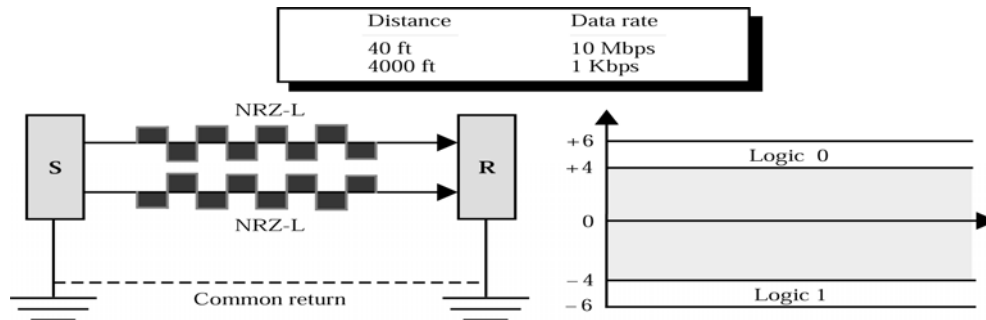 Distance Data rate
40 ft 10 Mbps
4000 ft 1 Kbps
NRZ-L
S R
NRZ-L
Common return
+6
Logic 0
+4
0
−4
Logic 1
−6